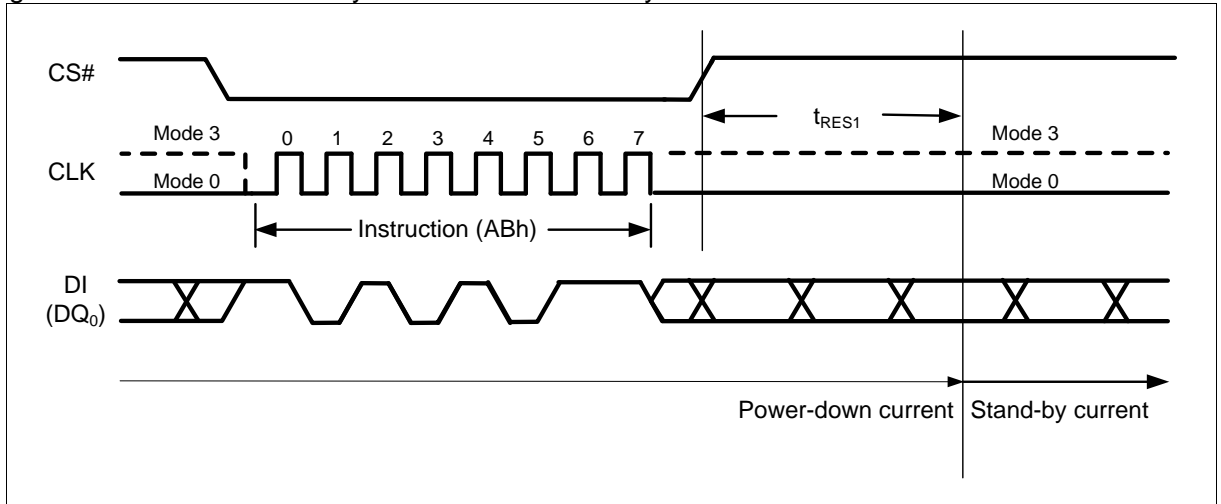 CS#
t_RES1
Mode 3
0 1 2 3 4 5 6 7
Mode 3
CLK
Mode 0
Mode 0
Instruction (ABh)
DI
(DQ₀)
Power-down current
Stand-by current